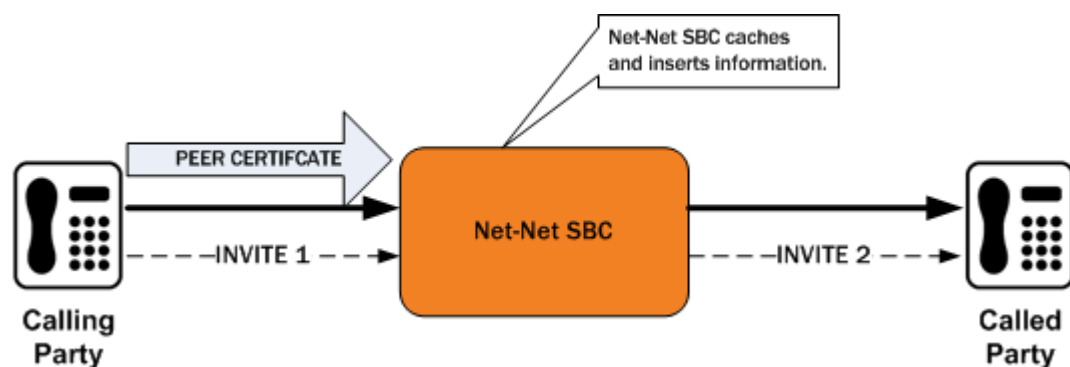 Net-Net SBC caches
and inserts information.
PEER CERTIFCATE
Net-Net SBC
INVITE 1
INVITE 2
Calling
Party
Called
Party